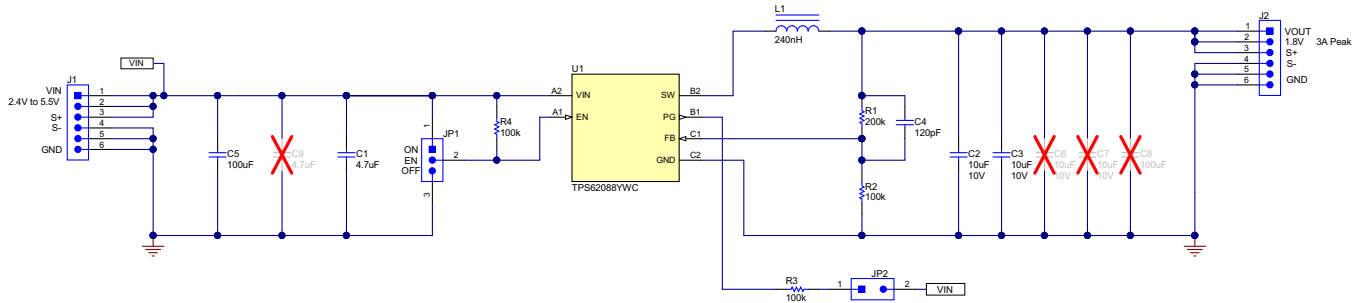 L1
240nH
J2
1
VOUT
2
1.8V
3A Peak
3
S+
4
S-
5
6
GND
VIN
J1
VIN
1
2.4V to 5.5V
2
S+
3
S-
4
5
GND
6
U1
A2
VIN
SW
B2
A1
EN
PG
B1
FB
C1
GND
C2
TPS62088YWC
R4
100k
1
JP1
ON
EN
OFF
2
3
C5
100uF
C9
4.7uF
C1
4.7uF
R1
200k
C4
120pF
R2
100k
C2
10uF
10V
C3
10uF
10V
C6
10uF
10V
C7
10uF
10V
C8
100uF
R3
100k
JP2
1
2
VIN